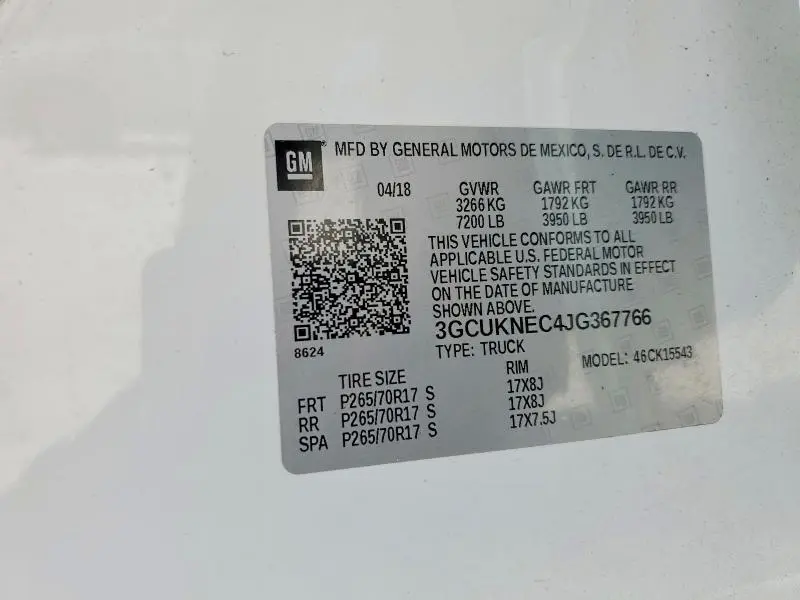 GM
MFD BY GENERAL MOTORS DE MEXICO, S. DE R.L. DE C.V.
04/18 GVWR GAWR FRT GAWR RR
3266 KG 1792 KG 1792 KG
7200 LB 3950 LB 3950 LB
THIS VEHICLE CONFORMS TO ALL
APPLICABLE U.S. FEDERAL MOTOR
VEHICLE SAFETY STANDARDS IN EFFECT
ON THE DATE OF MANUFACTURE
SHOWN ABOVE.
3GCUKNEC4JG367766
8624
TYPE: TRUCK MODEL: 46CK15543
TIRE SIZE RIM
FRT P265/70R17 S 17X8J
RR P265/70R17 S 17X8J
SPA P265/70R17 S 17X7.5J